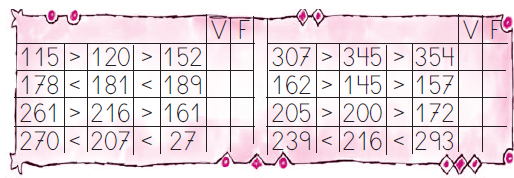 V F
115 > 120 > 152
178 < 181 < 189
261 > 216 > 161
270 < 207 < 27
V F
307 > 345 > 354
162 > 145 > 157
205 > 200 > 172
239 < 216 < 293